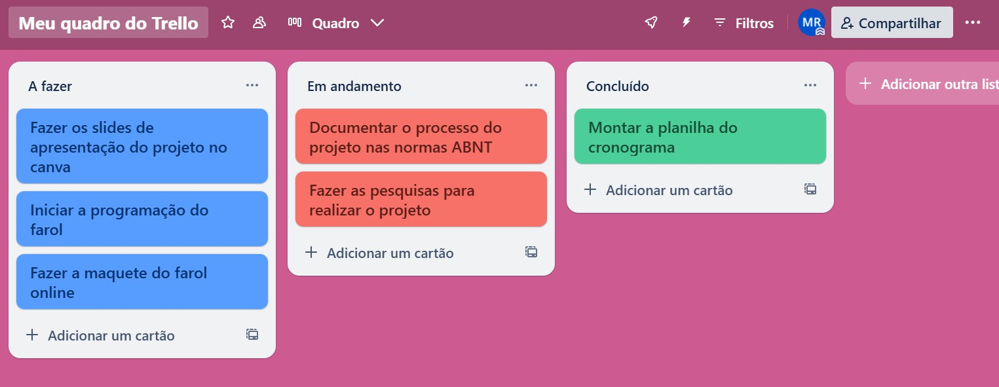 Meu quadro do Trello
Quadro
Filtros
MR
Compartilhar
A fazer
Fazer os slides de
apresentação do projeto no
canva
Iniciar a programação do
farol
Fazer a maquete do farol
online
Adicionar um cartão
Em andamento
Documentar o processo do
projeto nas normas ABNT
Fazer as pesquisas para
realizar o projeto
Adicionar um cartão
Concluído
Montar a planilha do
cronograma
Adicionar um cartão
Adicionar outra list